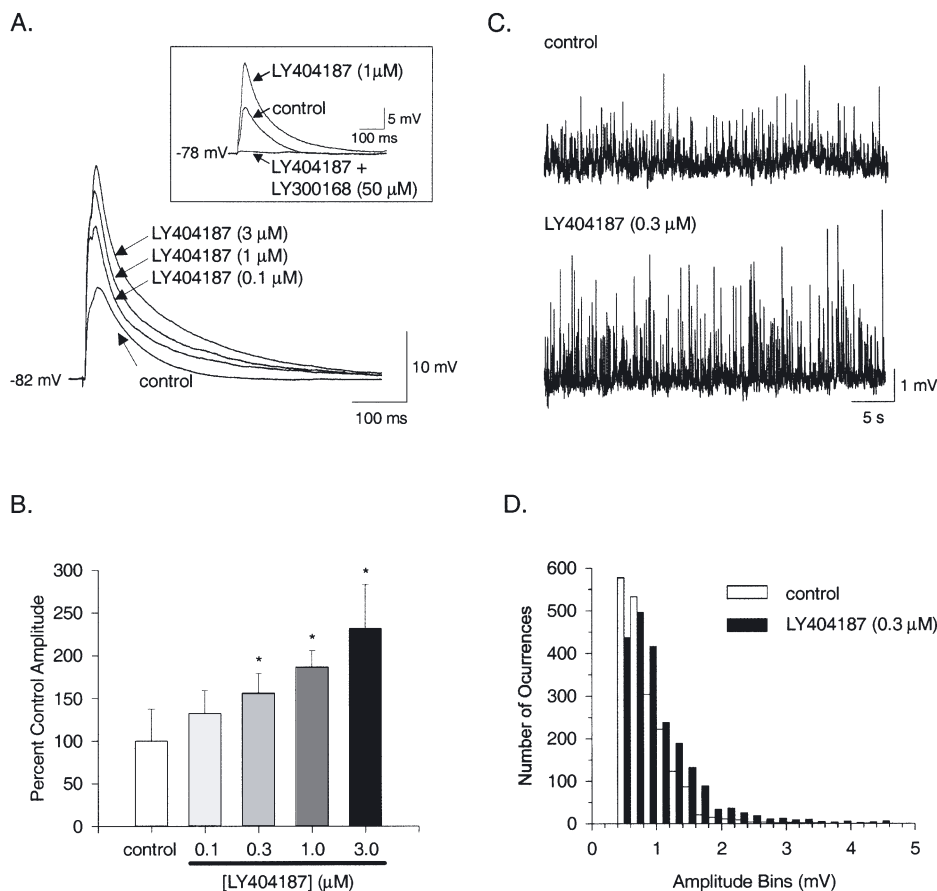 A.
LY404187 (1μM)
control
5 mV
100 ms
-78 mV
LY404187 +
LY300168 (50 μM)
LY404187 (3 μM)
LY404187 (1 μM)
LY404187 (0.1 μM)
control
-82 mV
10 mV
100 ms
C.
control
LY404187 (0.3 μM)
1 mV
5 s
B.
Percent Control Amplitude
300
250
200
150
100
50
0
*
*
*
control 0.1 0.3 1.0 3.0
[LY404187] (μM)
D.
Number of Ocurrences
600
500
400
300
200
100
0
control
LY404187 (0.3 μM)
0 1 2 3 4 5
Amplitude Bins (mV)